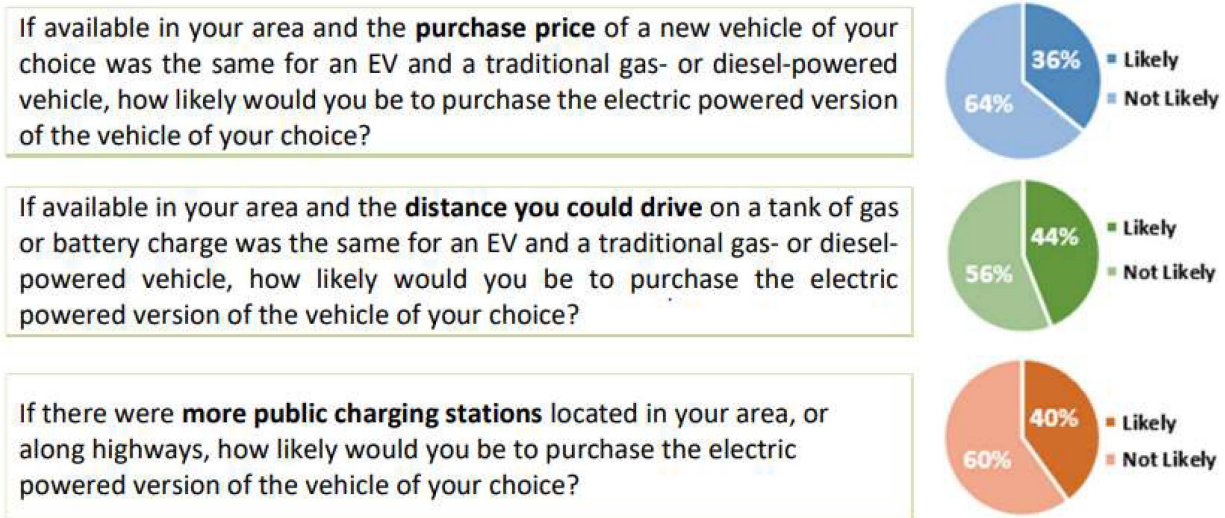 If available in your area and the purchase price of a new vehicle of your
choice was the same for an EV and a traditional gas- or diesel-powered
vehicle, how likely would you be to purchase the electric powered version
of the vehicle of your choice?
36%
64%
Likely
Not Likely
If available in your area and the distance you could drive on a tank of gas
or battery charge was the same for an EV and a traditional gas- or diesel-
powered vehicle, how likely would you be to purchase the electric
powered version of the vehicle of your choice?
44%
56%
Likely
Not Likely
If there were more public charging stations located in your area, or
along highways, how likely would you be to purchase the electric
powered version of the vehicle of your choice?
40%
60%
Likely
Not Likely